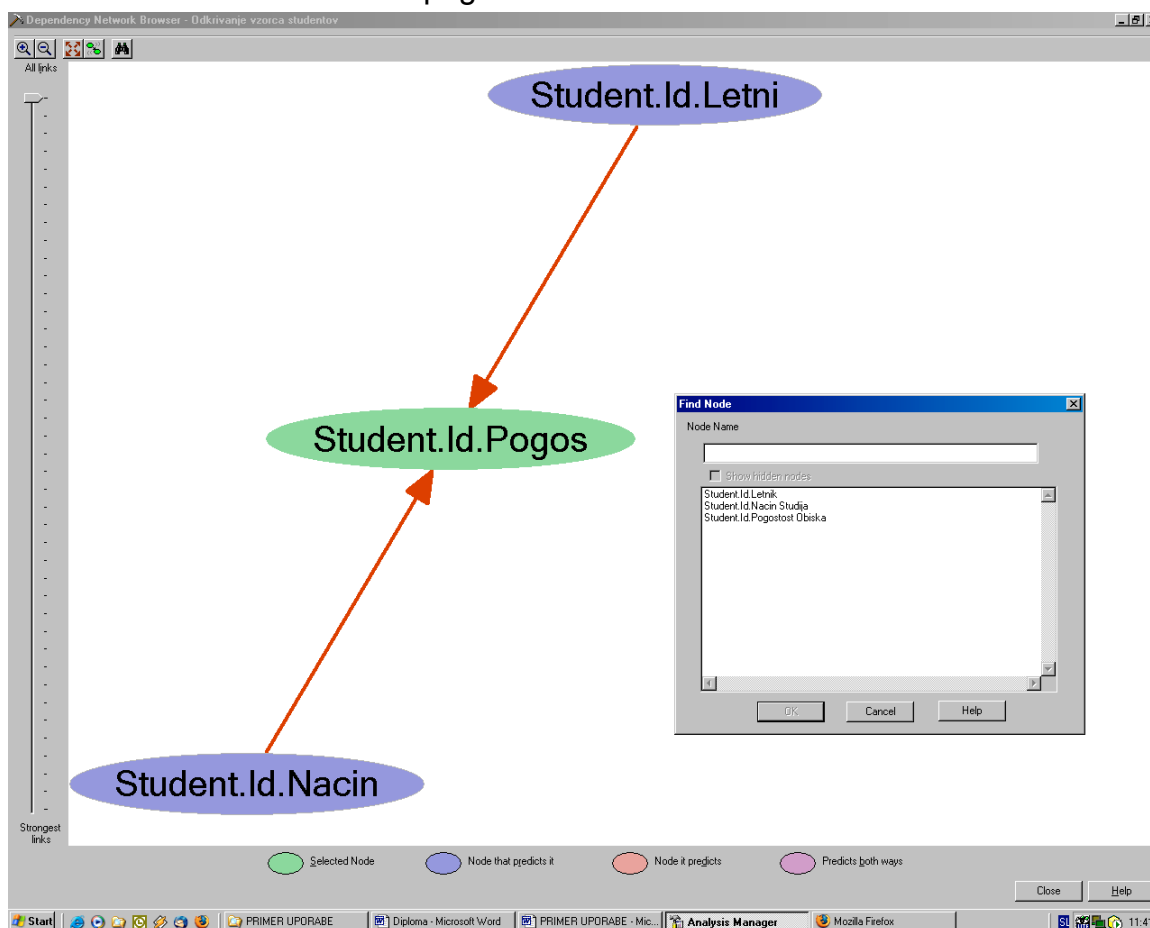 Dependency Network Browser - Odkrivanje vzorca studentov
All links
Student.Id.Letni
Student.Id.Pogos
Student.Id.Nacin
Find Node
Node Name
Show hidden nodes
Student.Id.Letnik
Student.Id.Nacin Studija
Student.Id.Pogostost Obiska
OK
Cancel
Help
Strongest
links
Selected Node
Node that predicts it
Node it predicts
Predicts both ways
Close
Help
Start
PRIMER UPORABE
Diploma - Microsoft Word
PRIMER UPORABE - Mic...
Analysis Manager
Mozilla Firefox
SL